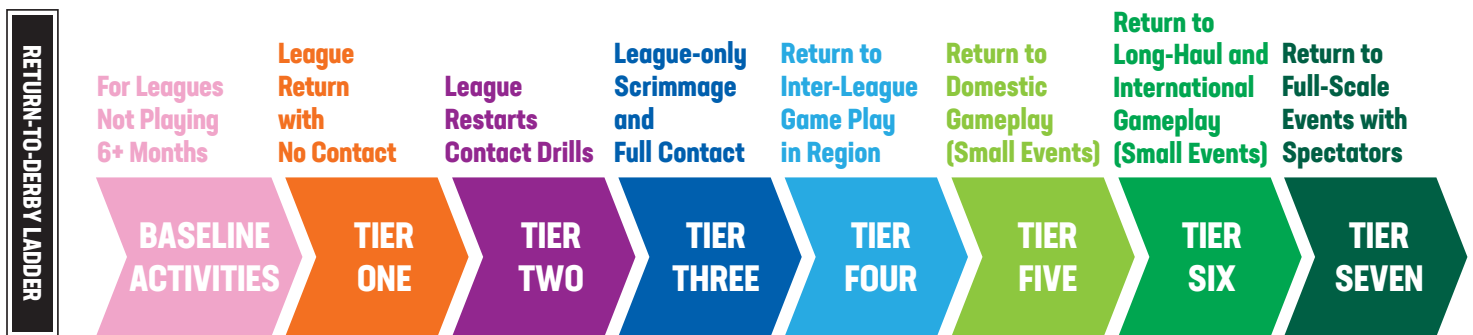 RETURN-TO-DERBY LADDER
For Leagues
Not Playing
6+ Months
BASELINE
ACTIVITIES
League
Return
with
No Contact
TIER
ONE
League
Restarts
Contact Drills
TIER
TWO
League-only
Scrimmage
and
Full Contact
TIER
THREE
Return to
Inter-League
Game Play
in Region
TIER
FOUR
Return to
Domestic
Gameplay
(Small Events)
TIER
FIVE
Return to
Long-Haul and
International
Gameplay
(Small Events)
TIER
SIX
Return to
Full-Scale
Events with
Spectators
TIER
SEVEN